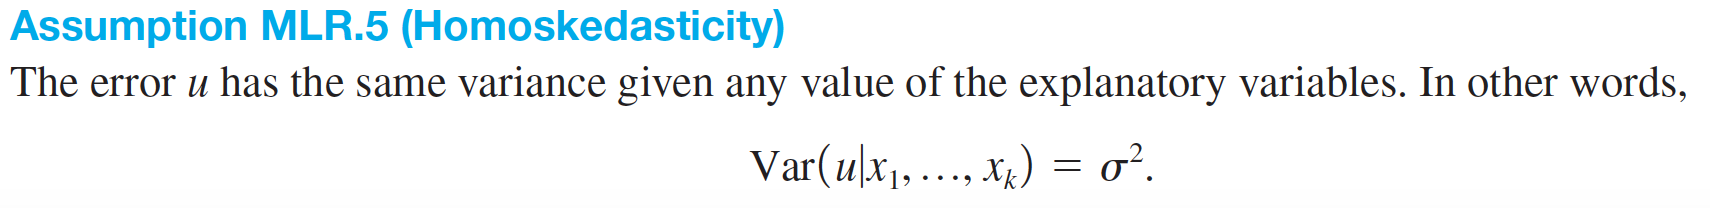 Assumption MLR.5 (Homoskedasticity)
The error u has the same variance given any value of the explanatory variables. In other words,
Var(u|x₁, …, xₖ) = σ².